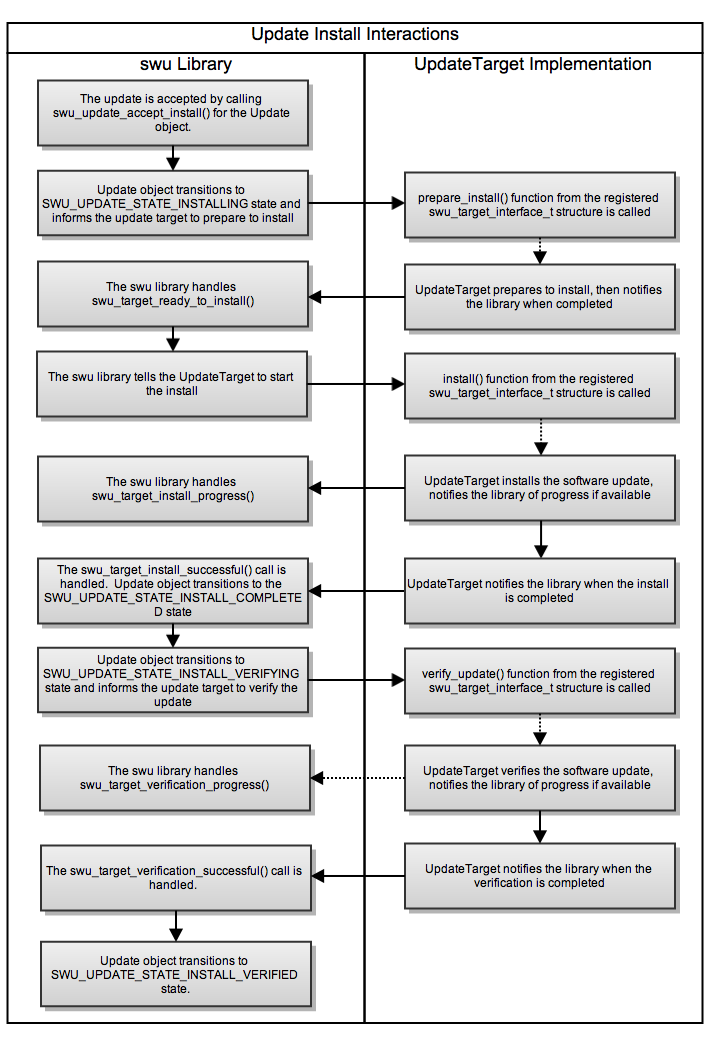 Update Install Interactions
swu Library
UpdateTarget Implementation
The update is accepted by calling
swu_update_accept_install() for the Update
object.
Update object transitions to
SWU_UPDATE_STATE_INSTALLING state and
informs the update target to prepare to install
prepare_install() function from the registered
swu_target_interface_t structure is called
The swu library handles
swu_target_ready_to_install()
UpdateTarget prepares to install, then notifies
the library when completed
The swu library tells the UpdateTarget to start
the install
install() function from the registered
swu_target_interface_t structure is called
The swu library handles
swu_target_install_progress()
UpdateTarget installs the software update,
notifies the library of progress if available
The swu_target_install_successful() call is
handled.  Update object transitions to the
SWU_UPDATE_STATE_INSTALL_COMPLETE
D state
UpdateTarget notifies the library when the install
is completed
Update object transitions to
SWU_UPDATE_STATE_INSTALL_VERIFYING
state and informs the update target to verify the
update
verify_update() function from the registered
swu_target_interface_t structure is called
The swu library handles
swu_target_verification_progress()
UpdateTarget verifies the software update,
notifies the library of progress if available
The swu_target_verification_successful() call is
handled.
UpdateTarget notifies the library when the
verification is completed
Update object transitions to
SWU_UPDATE_STATE_INSTALL_VERIFIED
state.